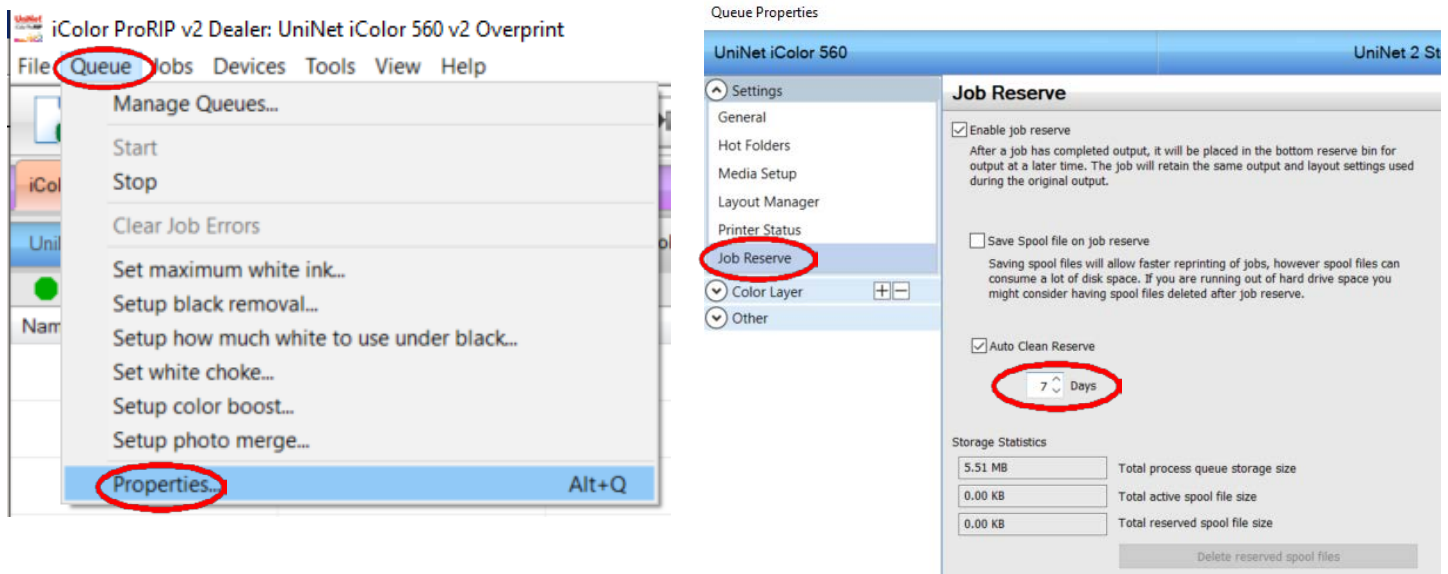 iColor ProRIP v2 Dealer: UniNet iColor 560 v2 Overprint
File Queue Jobs Devices Tools View Help
Manage Queues...
Start
Stop
Clear Job Errors
Set maximum white ink...
Setup black removal...
Setup how much white to use under black...
Set white choke...
Setup color boost...
Setup photo merge...
Properties... Alt+Q
iCol
Uni
Nam
Queue Properties
UniNet iColor 560 UniNet 2 St
Settings
General
Hot Folders
Media Setup
Layout Manager
Printer Status
Job Reserve
Color Layer
Other
Job Reserve
Enable job reserve
After a job has completed output, it will be placed in the bottom reserve bin for
output at a later time. The job will retain the same output and layout settings used
during the original output.
Save Spool file on job reserve
Saving spool files will allow faster reprinting of jobs, however spool files can
consume a lot of disk space. If you are running out of hard drive space you
might consider having spool files deleted after job reserve.
Auto Clean Reserve
7 Days
Storage Statistics
5.51 MB Total process queue storage size
0.00 KB Total active spool file size
0.00 KB Total reserved spool file size
Delete reserved spool files